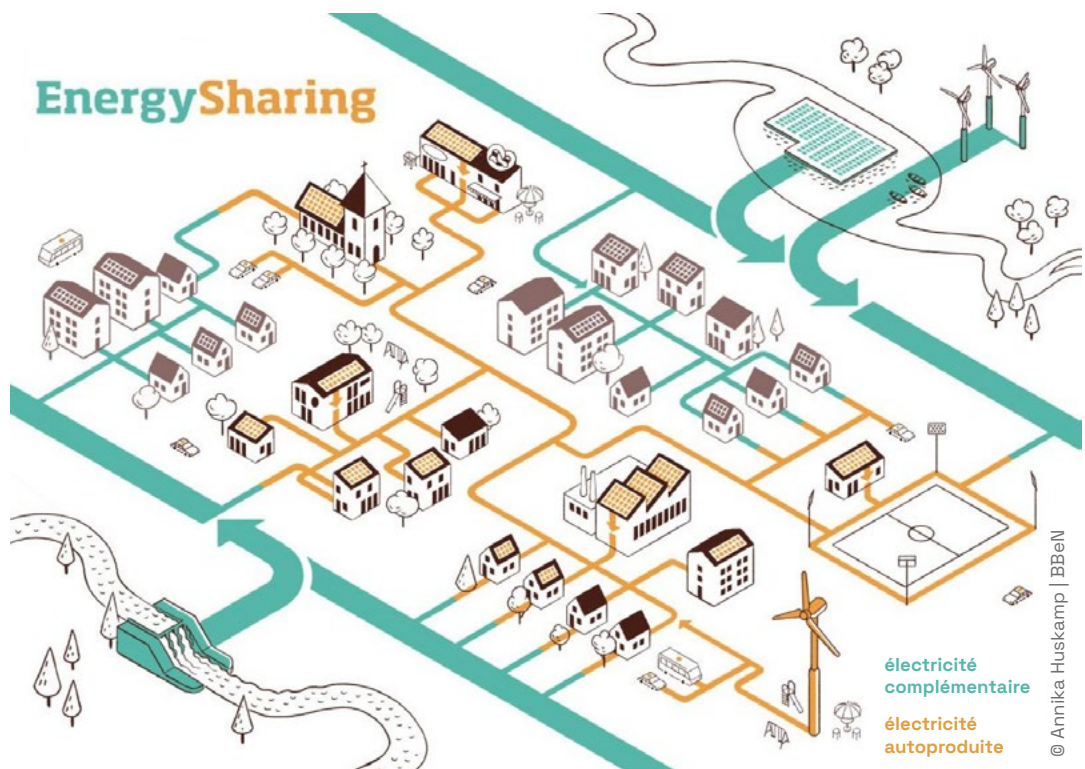 EnergySharing
électricité
complémentaire
électricité
autoproduite
© Annika Huskamp | BBeN